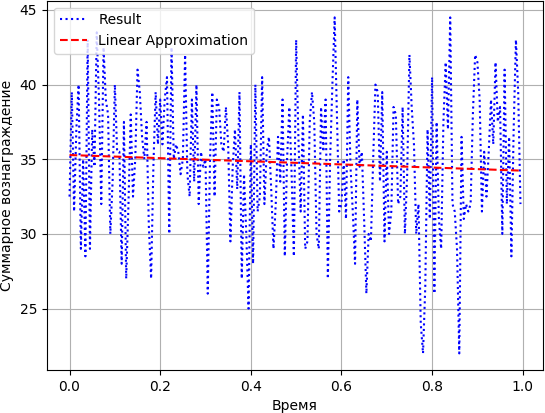 45
40
35
30
25
Суммарное вознаграждение
Result
Linear Approximation
0.0 0.2 0.4 0.6 0.8 1.0
Время